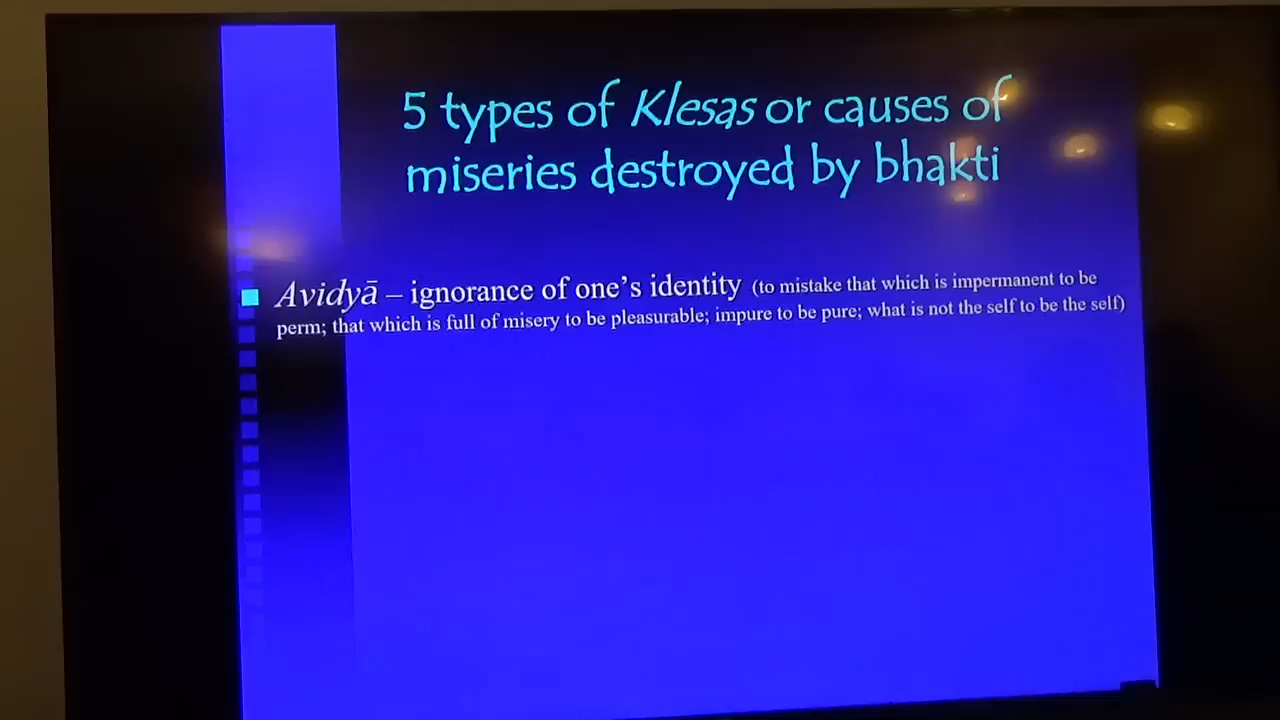 5 types of Klesas or causes of
miseries destroyed by bhakti
Avidyā – ignorance of one's identity (to mistake that which is impermanent to be
perm; that which is full of misery to be pleasurable; impure to be pure; what is not the self to be the self)